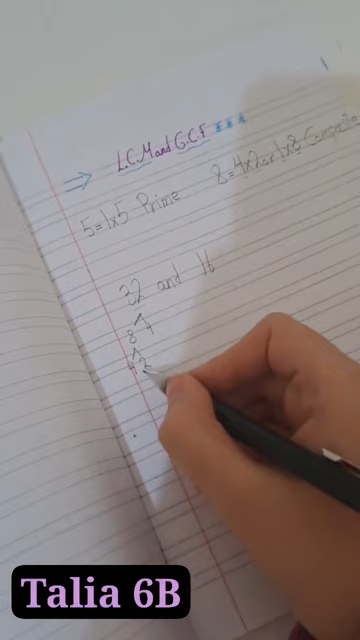 L.C.M and G.C.F ***
5=1x5 Prime 8=4x2 or 1x8 Composite
32 and 16
8 4
4 2
Talia 6B